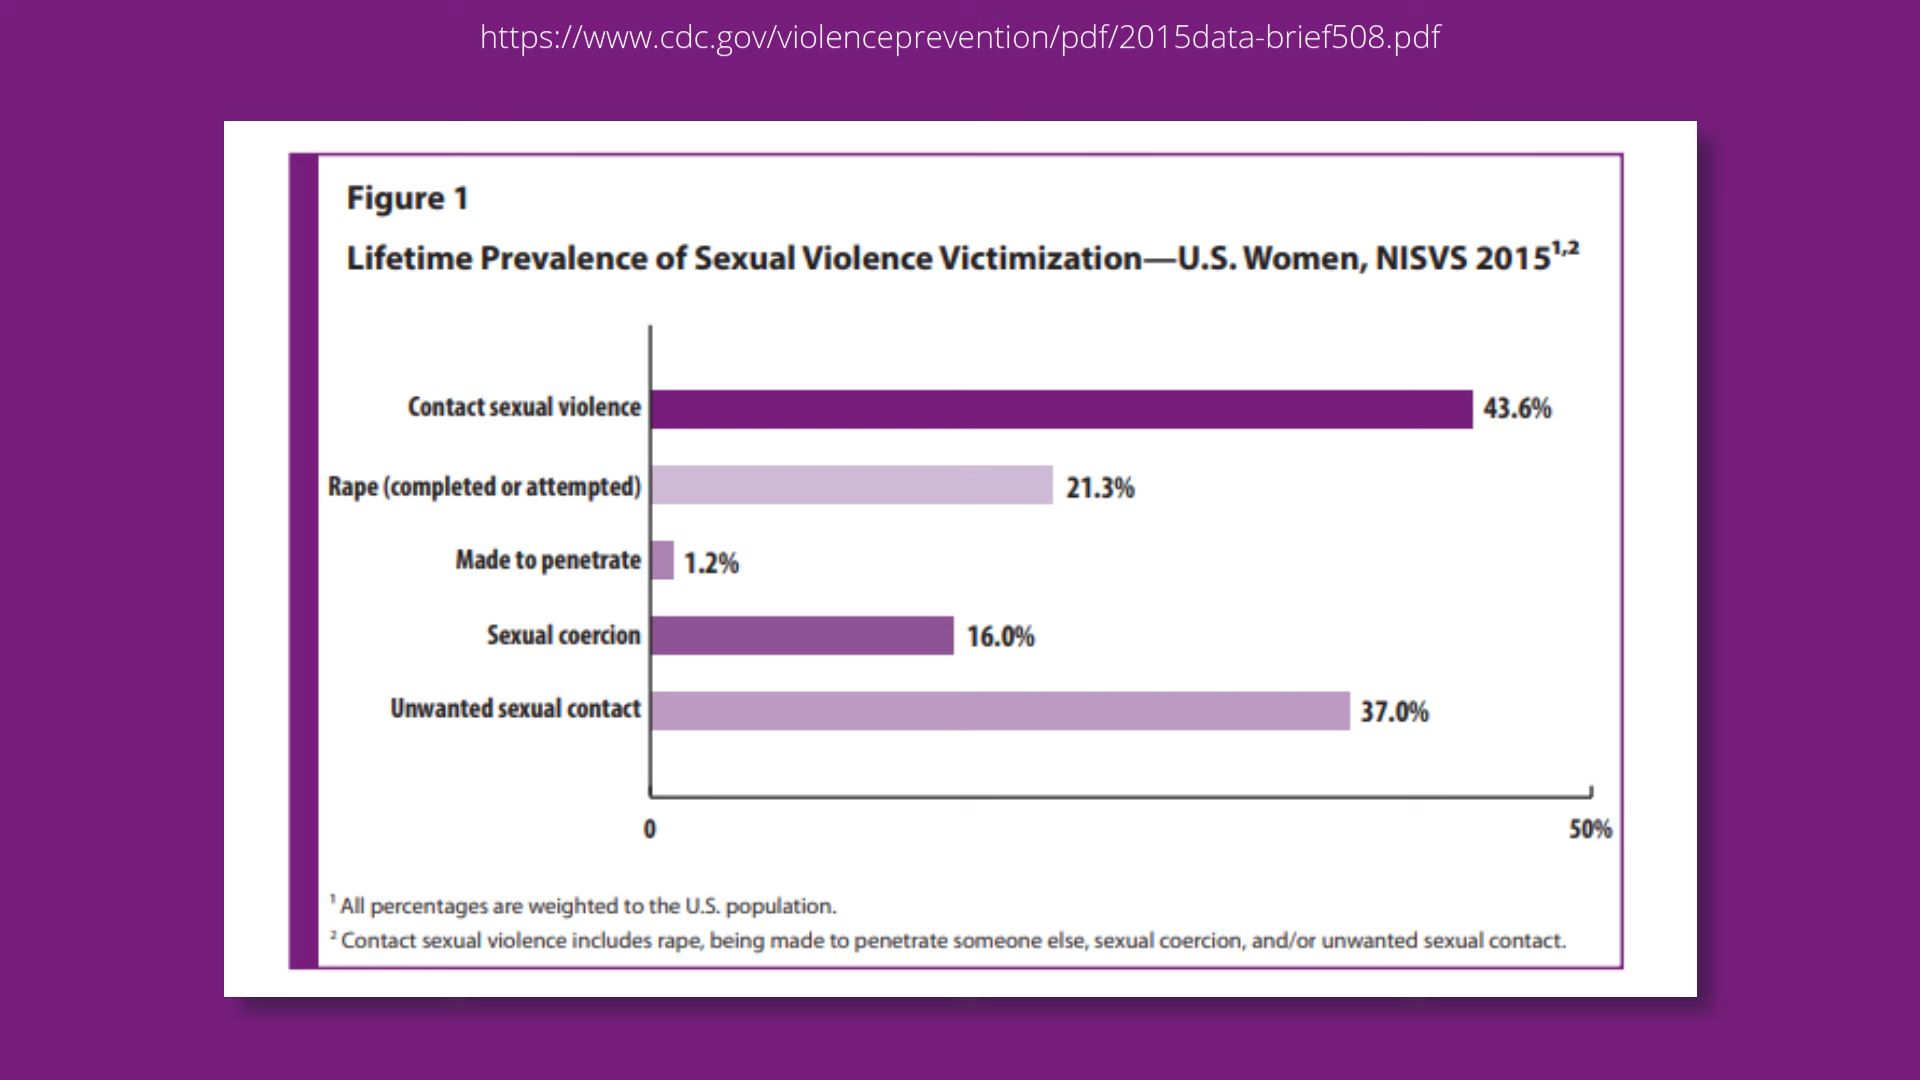 https://www.cdc.gov/violenceprevention/pdf/2015data-brief508.pdf
Figure 1
Lifetime Prevalence of Sexual Violence Victimization—U.S. Women, NISVS 2015¹,²
Contact sexual violence 43.6%
Rape (completed or attempted) 21.3%
Made to penetrate 1.2%
Sexual coercion 16.0%
Unwanted sexual contact 37.0%
0 50%
¹ All percentages are weighted to the U.S. population.
² Contact sexual violence includes rape, being made to penetrate someone else, sexual coercion, and/or unwanted sexual contact.